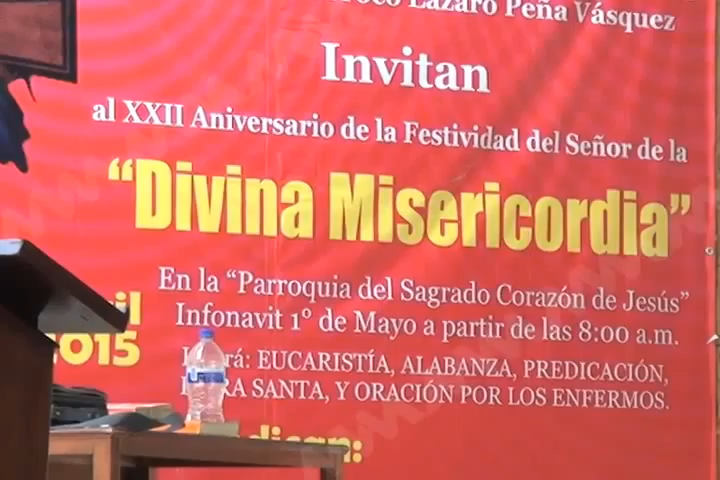 Lázaro Peña Vásquez
Invitan
al XXII Aniversario de la Festividad del Señor de la
“Divina Misericordia”
En la “Parroquia del Sagrado Corazón de Jesús”
Infonavit 1° de Mayo a partir de las 8:00 a.m.
2015
EUCARISTÍA, ALABANZA, PREDICACIÓN,
SANTA, Y ORACIÓN POR LOS ENFERMOS.